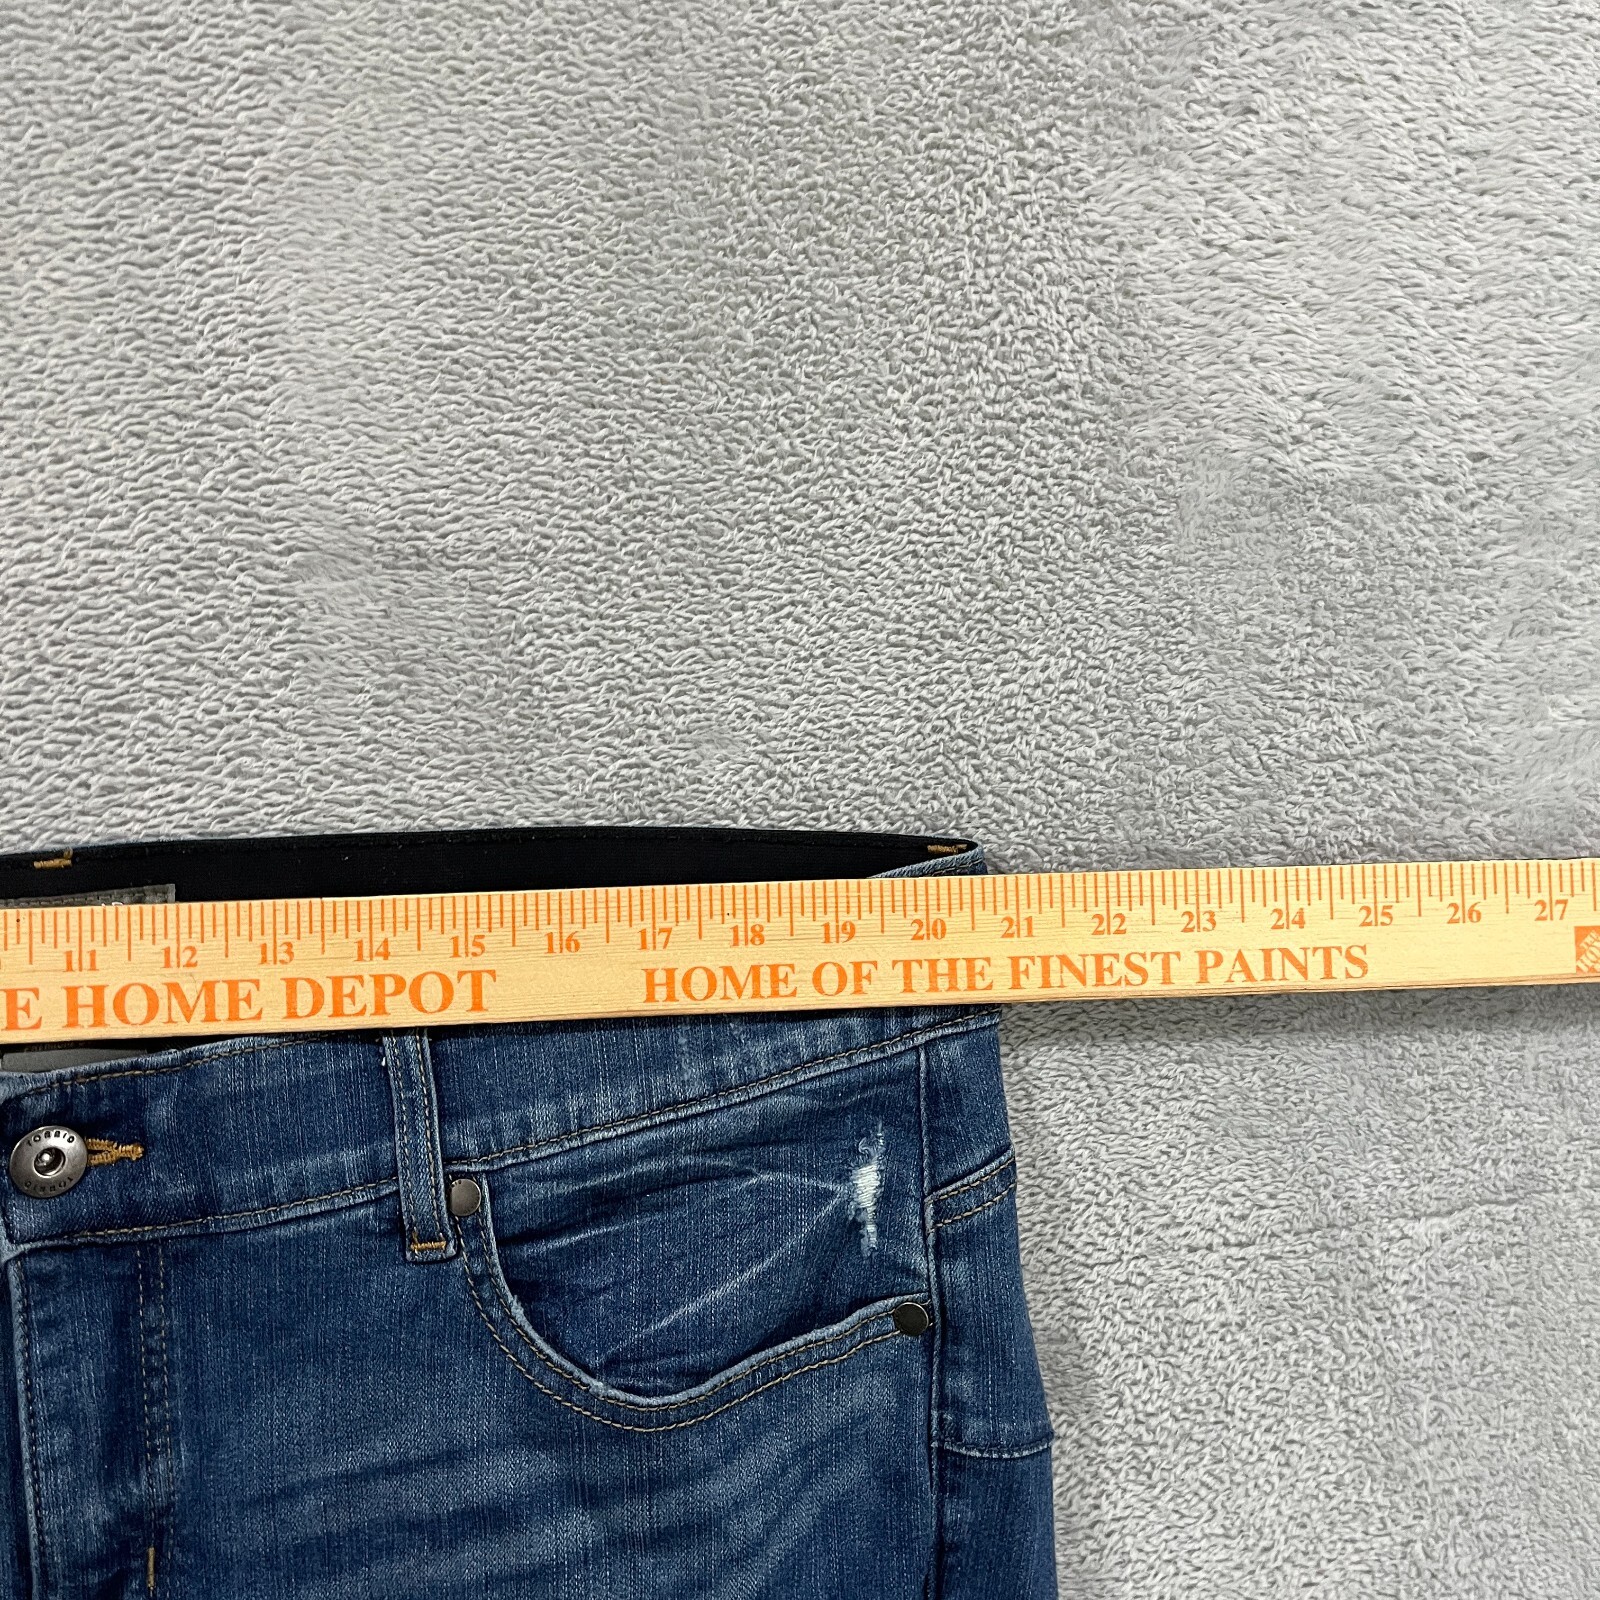 11 12 13 14 15 16 17 18 19 20 21 22 23 24 25 26 27
E HOME DEPOT HOME OF THE FINEST PAINTS
TORRID
TORRID